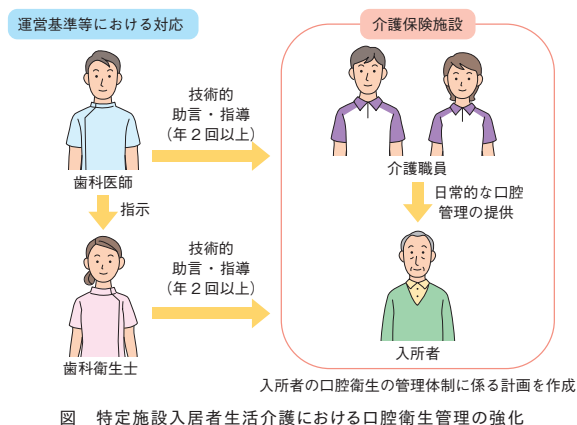 運営基準等における対応
介護保険施設
技術的
助言・指導
（年２回以上）
歯科医師
介護職員
指示
日常的な口腔
管理の提供
技術的
助言・指導
（年２回以上）
歯科衛生士
入所者
入所者の口腔衛生の管理体制に係る計画を作成
図　特定施設入居者生活介護における口腔衛生管理の強化